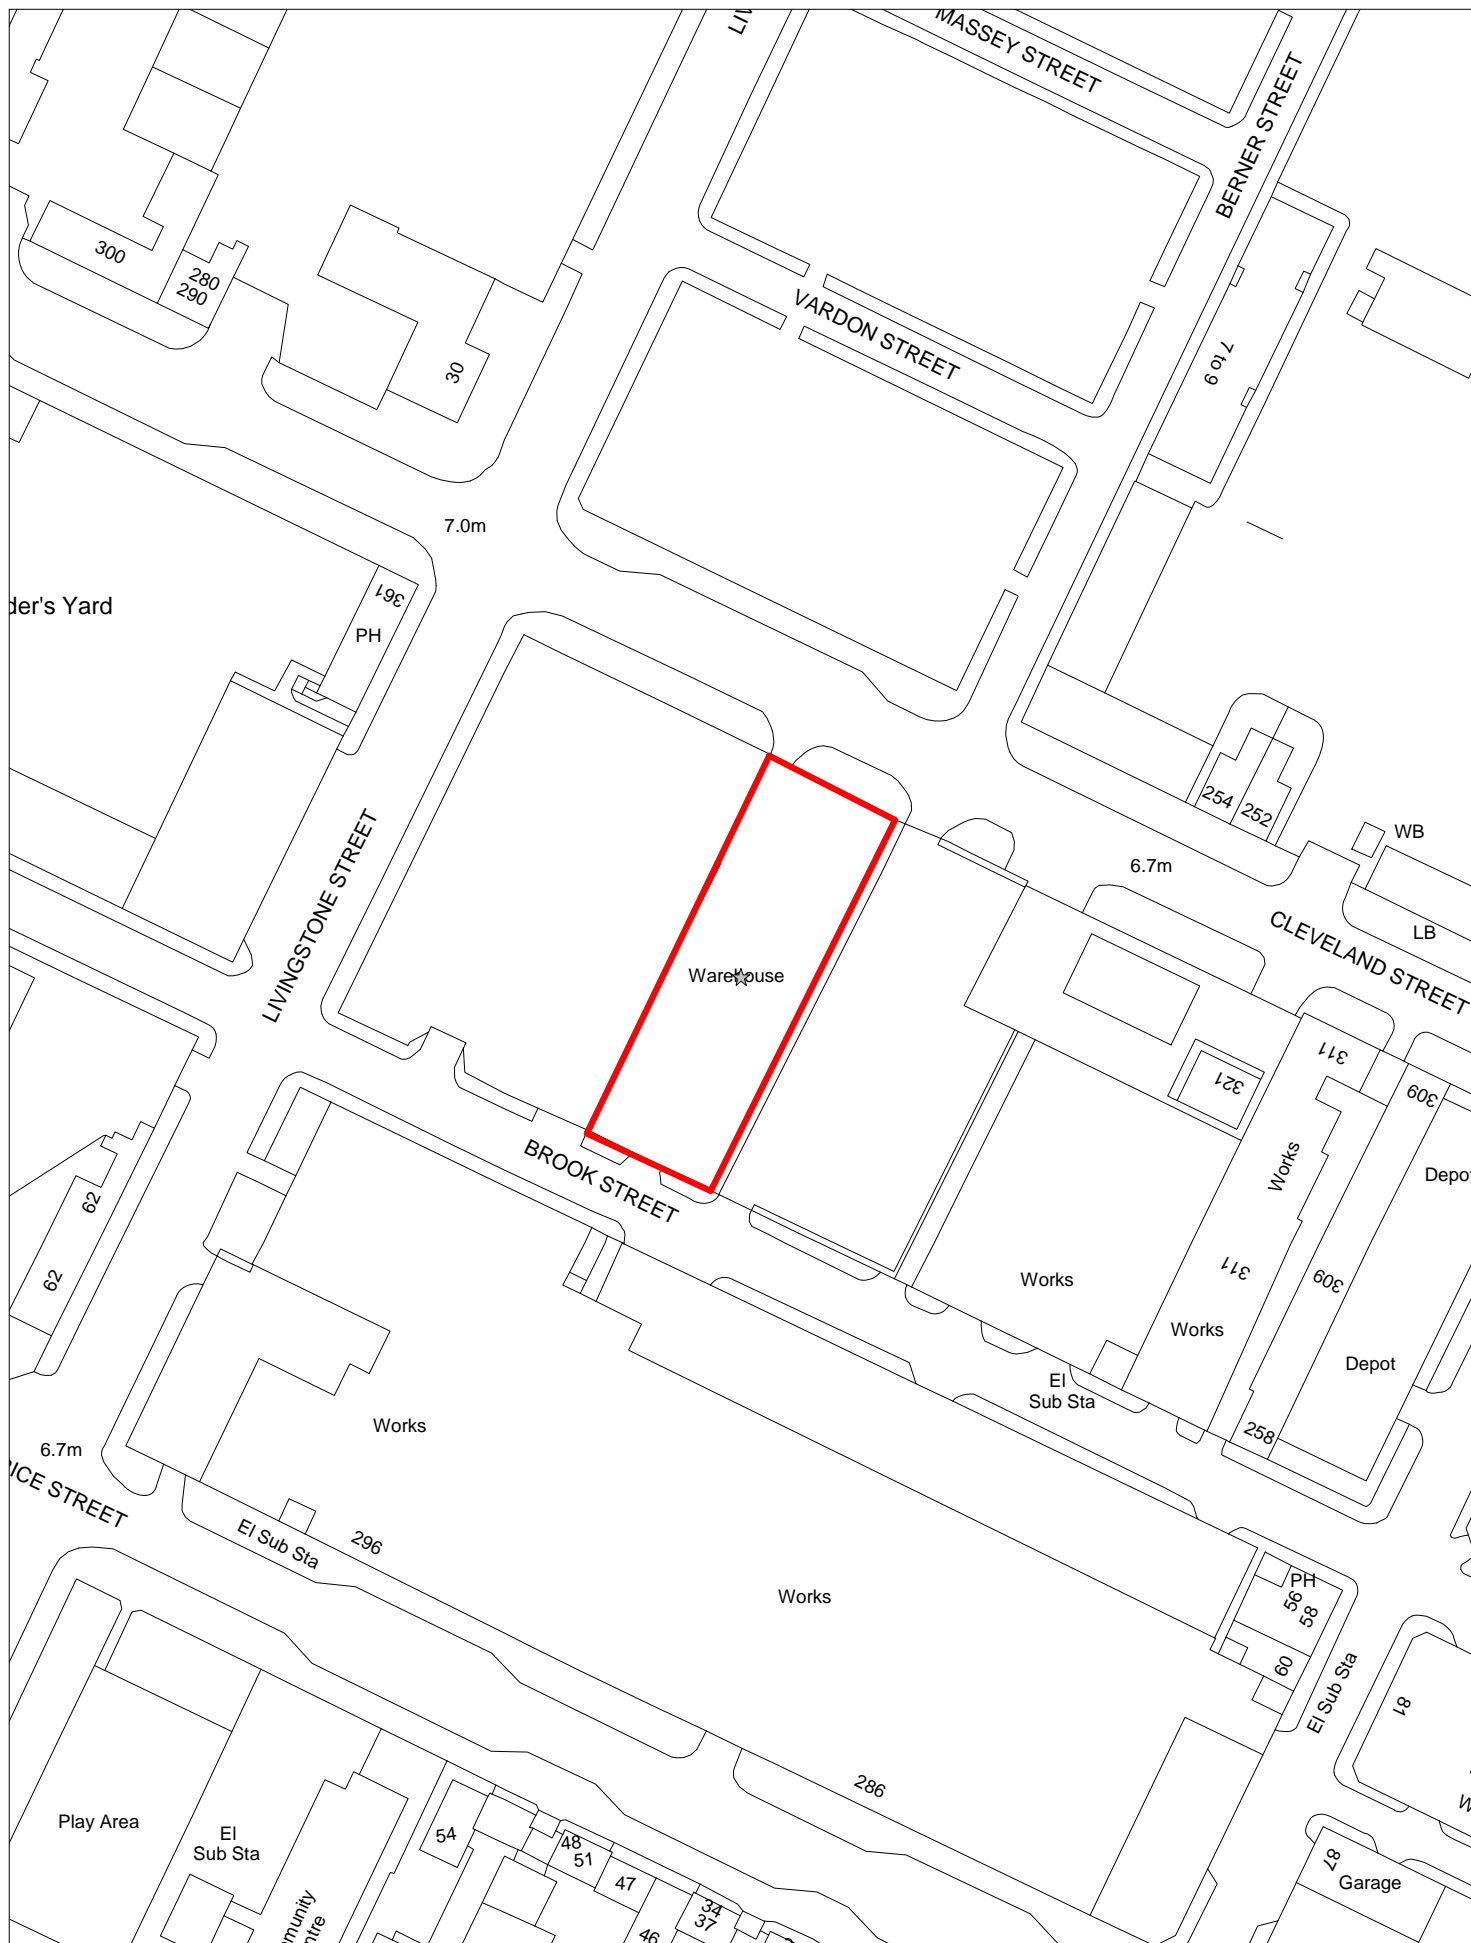 MASSEY STREET
BERNER STREET
300
280
290
VARDON STREET
30
7 to 9
7.0m
361
PH
der's Yard
254
252
WB
6.7m
LB
CLEVELAND STREET
LIVINGSTONE STREET
Warehouse
311
321
309
Works
Depot
BROOK STREET
62
62
311
309
Works
Works
Depot
El
Sub Sta
258
Works
6.7m
RICE STREET
El Sub Sta
296
Works
PH
56
58
60
El Sub Sta
81
286
Play Area
El
Sub Sta
54
48
51
47
34
37
46
87
Garage
munity
ntre